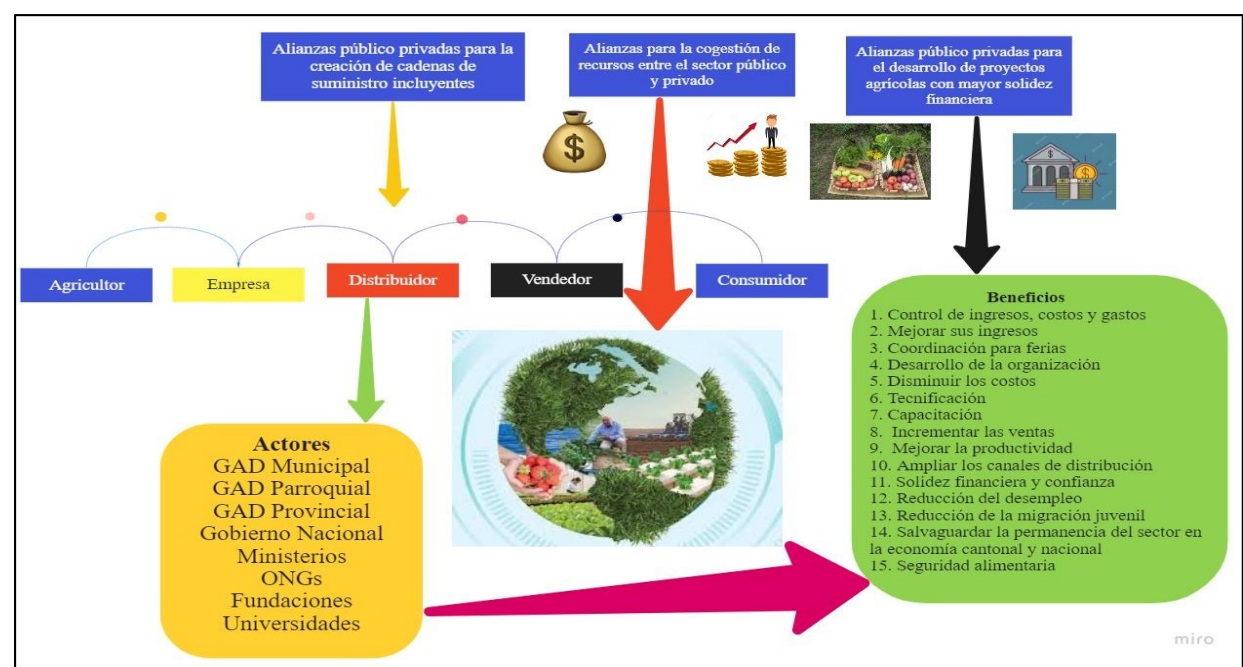 Alianzas público privadas para la
creación de cadenas de
suministro incluyentes
Alianzas para la cogestión de
recursos entre el sector público
y privado
Alianzas público privadas para
el desarrollo de proyectos
agrícolas con mayor solidez
financiera
$
$
$
Agricultor
Empresa
Distribuidor
Vendedor
Consumidor
Actores
GAD Municipal
GAD Parroquial
GAD Provincial
Gobierno Nacional
Ministerios
ONGs
Fundaciones
Universidades
Beneficios
1. Control de ingresos, costos y gastos
2. Mejorar sus ingresos
3. Coordinación para ferias
4. Desarrollo de la organización
5. Disminuir los costos
6. Tecnificación
7. Capacitación
8. Incrementar las ventas
9. Mejorar la productividad
10. Ampliar los canales de distribución
11. Solidez financiera y confianza
12. Reducción del desempleo
13. Reducción de la migración juvenil
14. Salvaguardar la permanencia del sector en
la economía cantonal y nacional
15. Seguridad alimentaria
miro